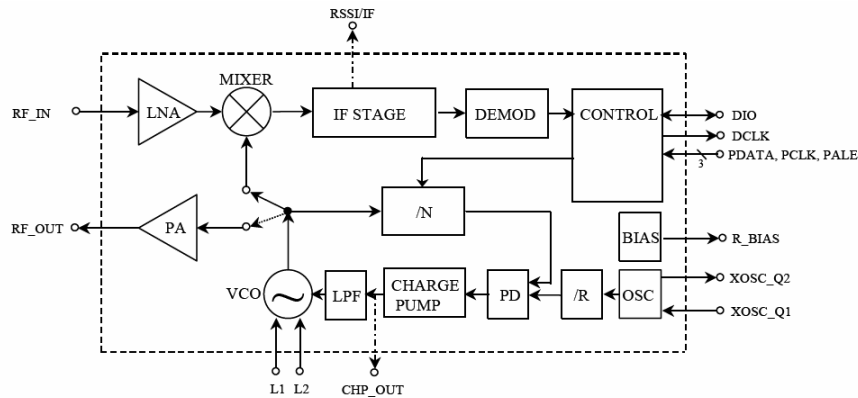 RSSI/IF
MIXER
RF_IN
LNA
IF STAGE
DEMOD
CONTROL
DIO
DCLK
PDATA, PCLK, PALE
3
RF_OUT
PA
/N
BIAS
R_BIAS
VCO
~
LPF
CHARGE
PUMP
PD
/R
OSC
XOSC_Q2
XOSC_Q1
L1
L2
CHP_OUT